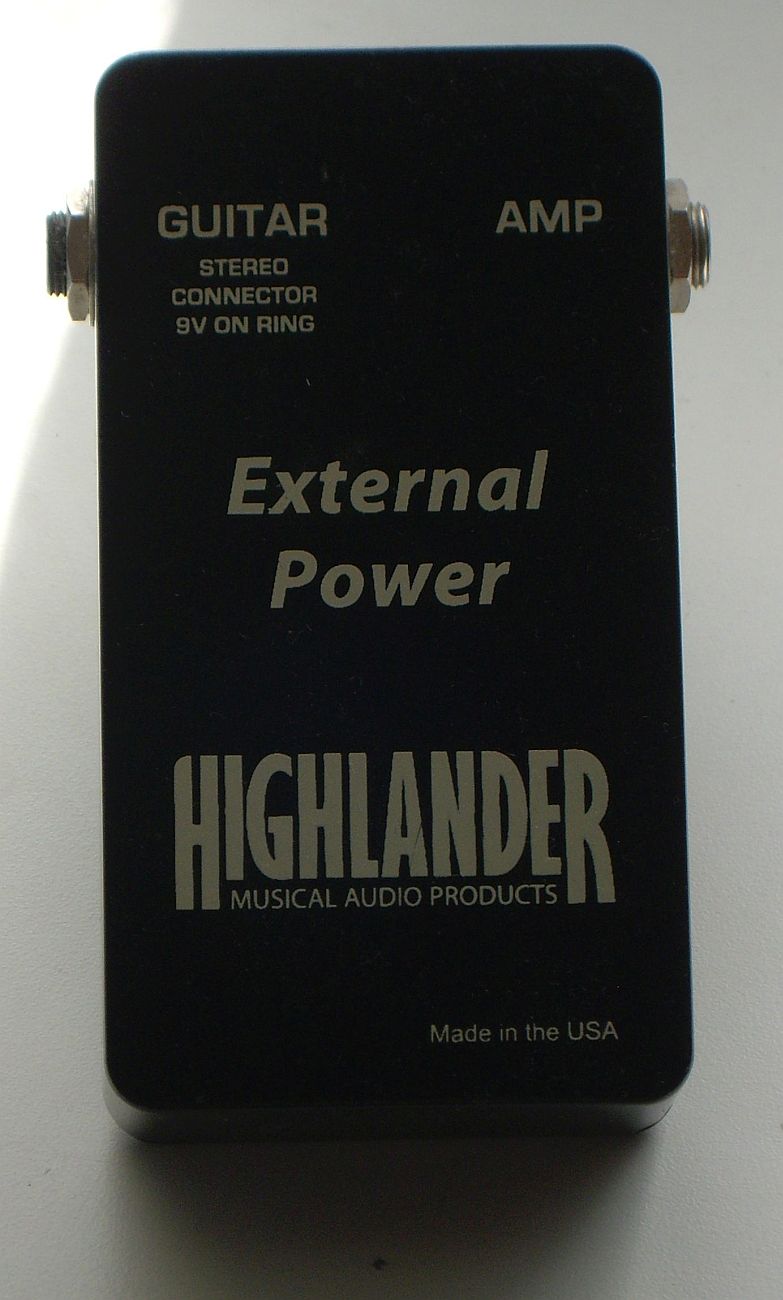 GUITAR AMP
STEREO
CONNECTOR
9V ON RING
External
Power
HIGHLANDER
MUSICAL AUDIO PRODUCTS
Made in the USA